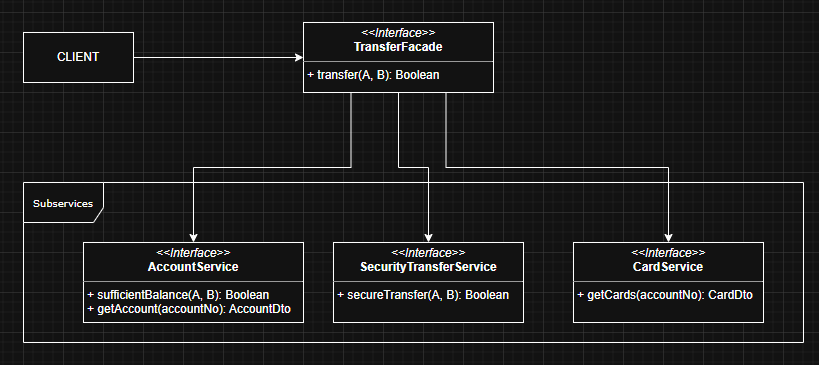 <<Interface>>
TransferFacade
CLIENT
+ transfer(A, B): Boolean
Subservices
<<Interface>>
AccountService
+ sufficientBalance(A, B): Boolean
+ getAccount(accountNo): AccountDto
<<Interface>>
SecurityTransferService
+ secureTransfer(A, B): Boolean
<<Interface>>
CardService
+ getCards(accountNo): CardDto